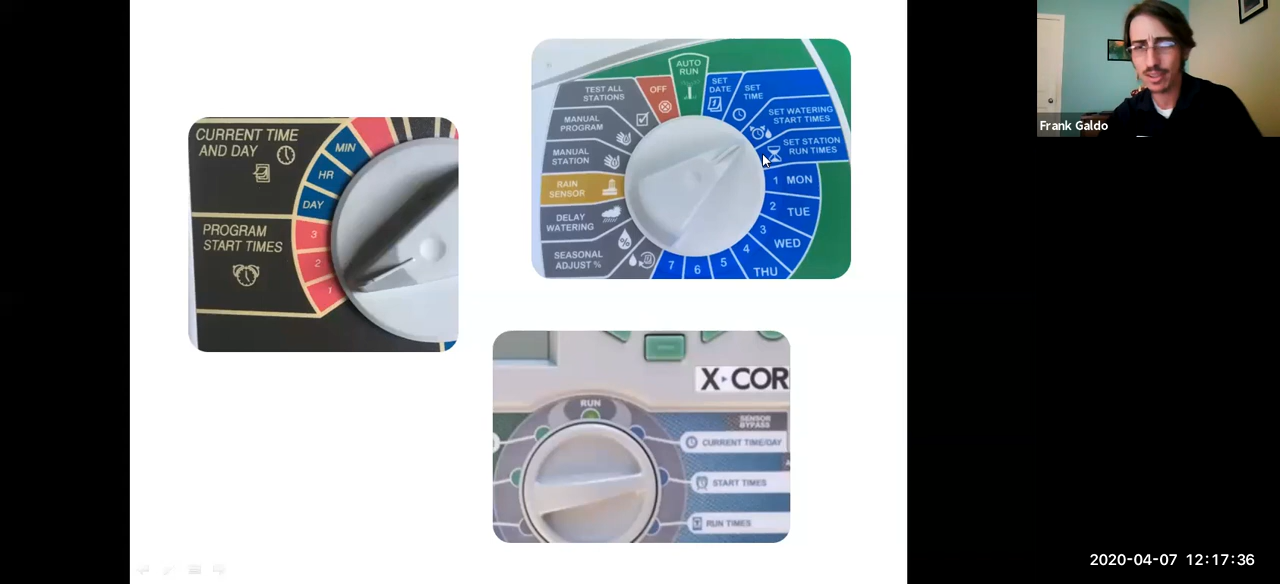 CURRENT TIME
AND DAY
MIN
HR
DAY
PROGRAM
START TIMES
3
2
1
TEST ALL
STATIONS
OFF
AUTO
RUN
SET
DATE
SET
TIME
SET WATERING
START TIMES
SET STATION
RUN TIMES
MANUAL
PROGRAM
MANUAL
STATION
RAIN
SENSOR
DELAY
WATERING
SEASONAL
ADJUST %
1 MON
2 TUE
3 WED
4 THU
5
6
7
X COR
RUN
SENSOR
BYPASS
CURRENT TIME/DAY
START TIMES
RUN TIMES
Frank Galdo
2020-04-07 12:17:36